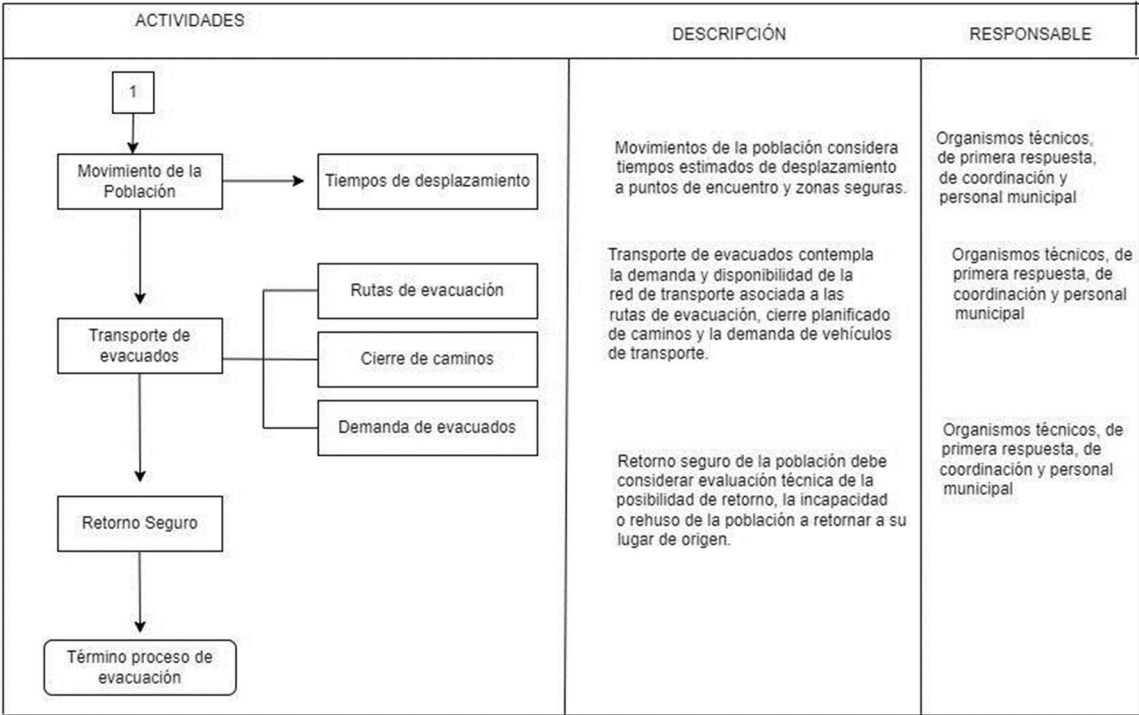 ACTIVIDADES
DESCRIPCIÓN
RESPONSABLE
1
Movimiento de la
Población
Tiempos de desplazamiento
Movimientos de la población considera
tiempos estimados de desplazamiento
a puntos de encuentro y zonas seguras.
Organismos técnicos,
de primera respuesta,
de coordinación y
personal municipal
Transporte de
evacuados
Rutas de evacuación
Cierre de caminos
Demanda de evacuados
Transporte de evacuados contempla
la demanda y disponibilidad de la
red de transporte asociada a las
rutas de evacuación, cierre planificado
de caminos y la demanda de vehículos
de transporte.
Organismos técnicos, de
primera respuesta, de
coordinación y personal
municipal
Retorno Seguro
Retorno seguro de la población debe
considerar evaluación técnica de la
posibilidad de retorno, la incapacidad
o rehuso de la población a retornar a su
lugar de origen.
Organismos técnicos, de
primera respuesta, de
coordinación y personal
municipal
Término proceso de
evacuación